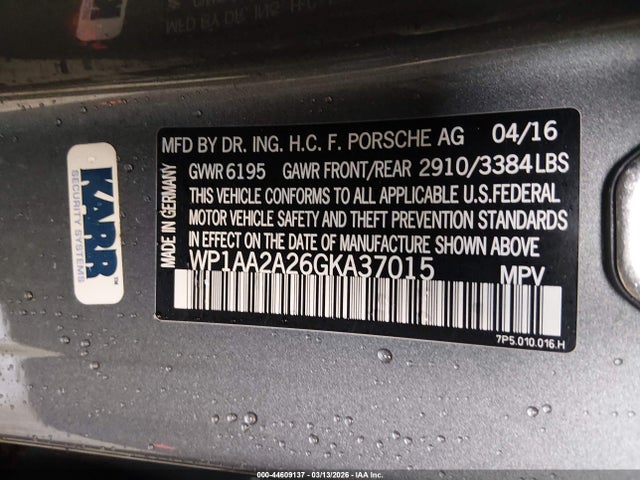 MFD BY DR. ING. H.C. F. PORSCHE AG 04/16
GVWR 6195 GAWR FRONT/REAR 2910/3384 LBS
THIS VEHICLE CONFORMS TO ALL APPLICABLE U.S.FEDERAL
MOTOR VEHICLE SAFETY AND THEFT PREVENTION STANDARDS
IN EFFECT ON THE DATE OF MANUFACTURE SHOWN ABOVE
WP1AA2A26GKA37015 MPV
7P5.010.016.H
MADE IN GERMANY
KARR™
SECURITY SYSTEMS
000-44609137 - 03/13/2026 - IAA Inc.